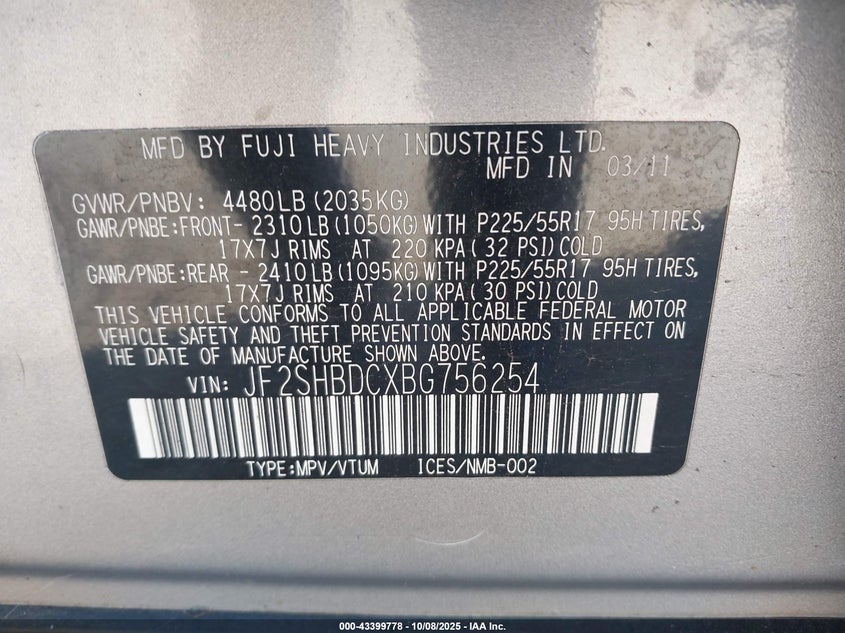 MFD BY FUJI HEAVY INDUSTRIES LTD.
MFD IN 03/11
GVWR/PNBV: 4480LB(2035KG)
GAWR/PNBE:FRONT- 2310LB(1050KG)WITH P225/55R17 95H TIRES,
17X7J RIMS AT 220 KPA(32 PSI)COLD
GAWR/PNBE:REAR - 2410LB(1095KG)WITH P225/55R17 95H TIRES,
17X7J RIMS AT 210 KPA(30 PSI)COLD
THIS VEHICLE CONFORMS TO ALL APPLICABLE FEDERAL MOTOR
VEHICLE SAFETY AND THEFT PREVENTION STANDARDS IN EFFECT ON
THE DATE OF MANUFACTURE SHOWN ABOVE.
VIN: JF2SHBDCXBG756254
TYPE:MPV/VTUM ICES/NMB-002
000-43399778 - 10/08/2025 - IAA Inc.